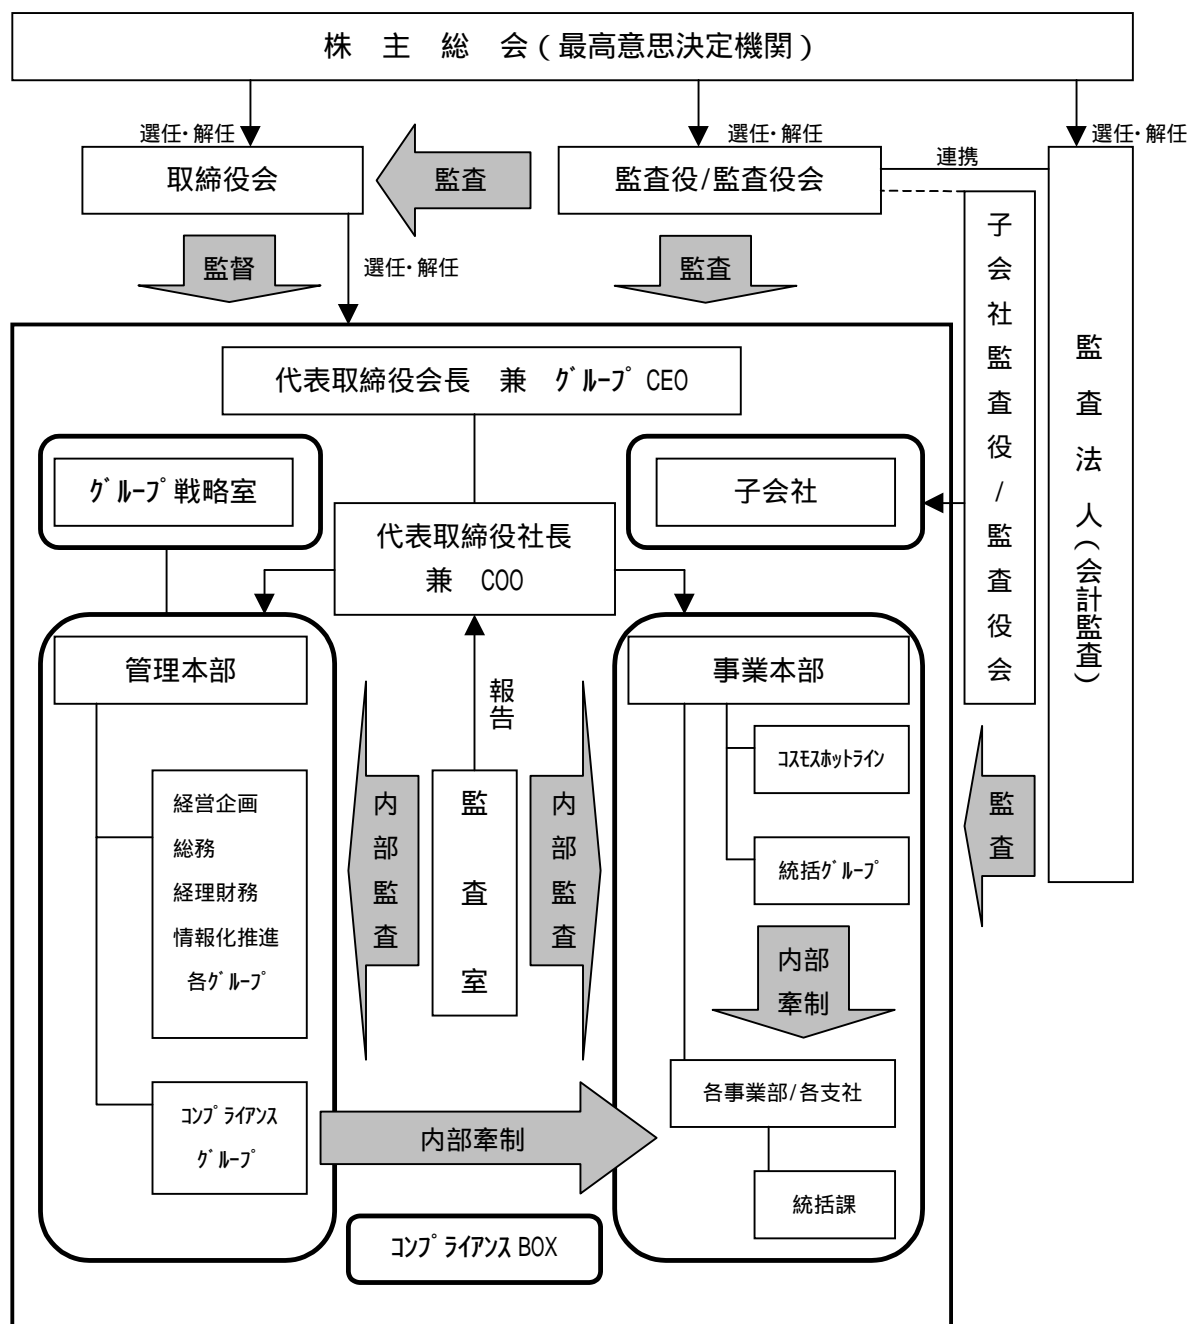 株 主 総 会（最高意思決定機関）
選任・解任
選任・解任
選任・解任
取締役会
監査
監査役/監査役会
連携
監督
選任・解任
監査
子会社監査役/監査役会
監査法人(会計監査)
代表取締役会長 兼 グループ CEO
グループ戦略室
子会社
代表取締役社長
兼 COO
管理本部
事業本部
報告
コスモスホットライン
経営企画
総務
経理財務
情報化推進
各グループ
内部監査
監査室
内部監査
監査
統括グループ
内部
牽制
コンプライアンス
グループ
内部牽制
各事業部/各支社
統括課
コンプライアンス BOX